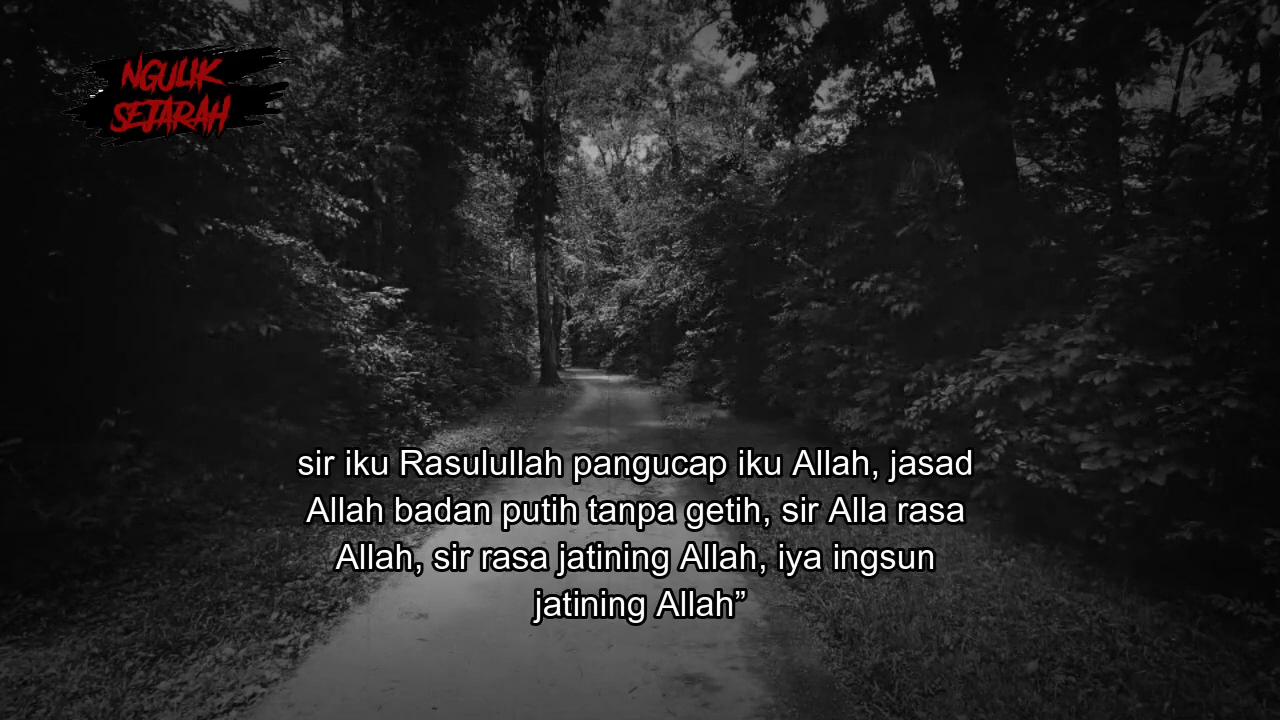 NGULIK
SEJARAH
sir iku Rasulullah pangucap iku Allah, jasad
Allah badan putih tanpa getih, sir Alla rasa
Allah, sir rasa jatining Allah, iya ingsun
jatining Allah”